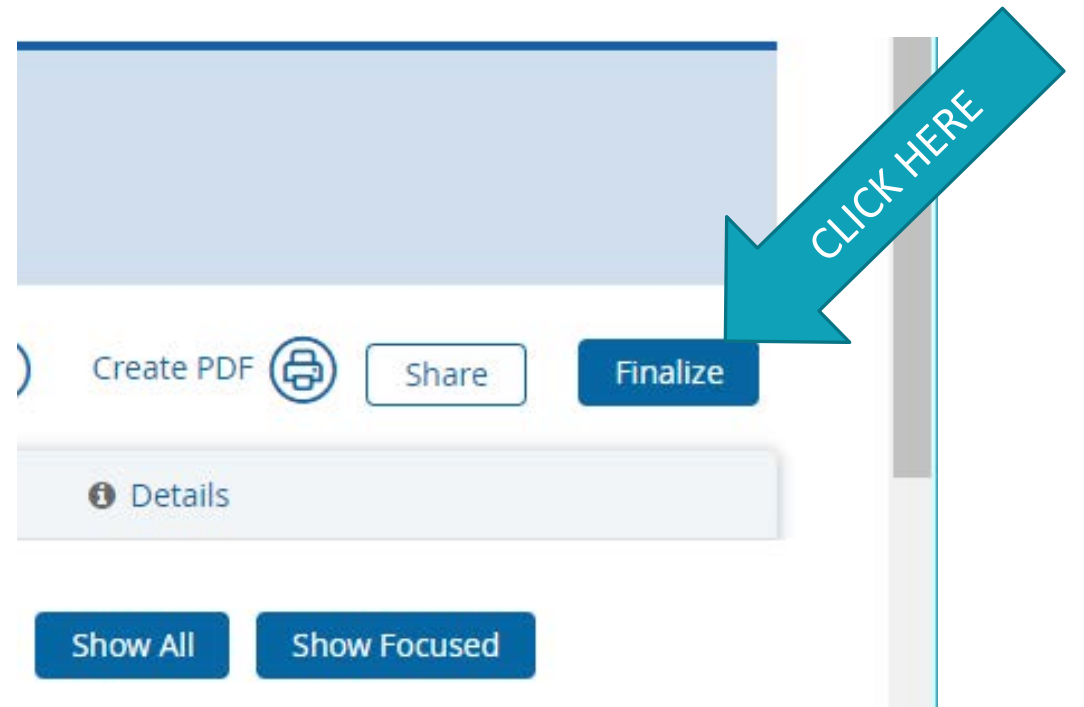 CLICK HERE
Create PDF Share Finalize
Details
Show All Show Focused